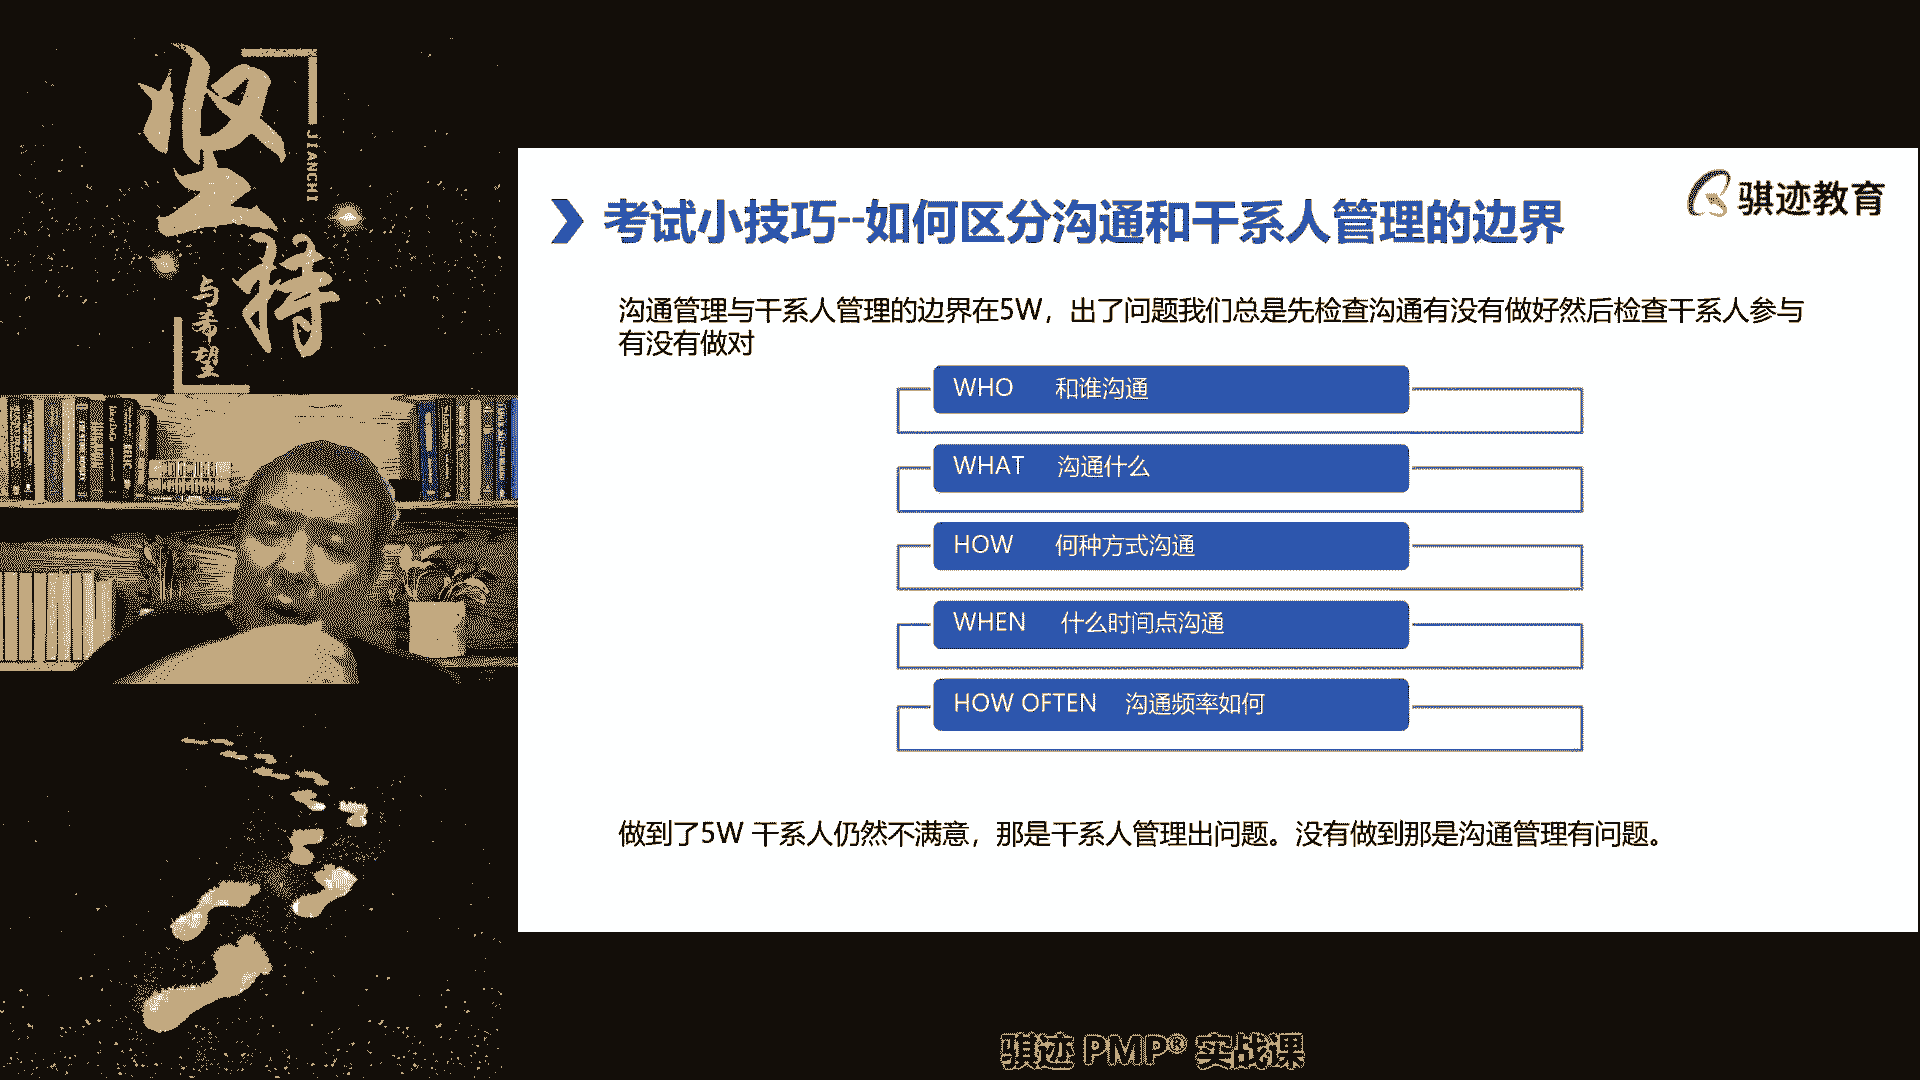 坚持
JIANCHI
与希望
骐迹教育
考试小技巧--如何区分沟通和干系人管理的边界
沟通管理与干系人管理的边界在5W，出了问题我们总是先检查沟通有没有做好然后检查干系人参与
有没有做对
WHO 和谁沟通
WHAT 沟通什么
HOW 何种方式沟通
WHEN 什么时间点沟通
HOW OFTEN 沟通频率如何
做到了5W 干系人仍然不满意，那是干系人管理出问题。没有做到那是沟通管理有问题。
骐迹 PMP® 实战课